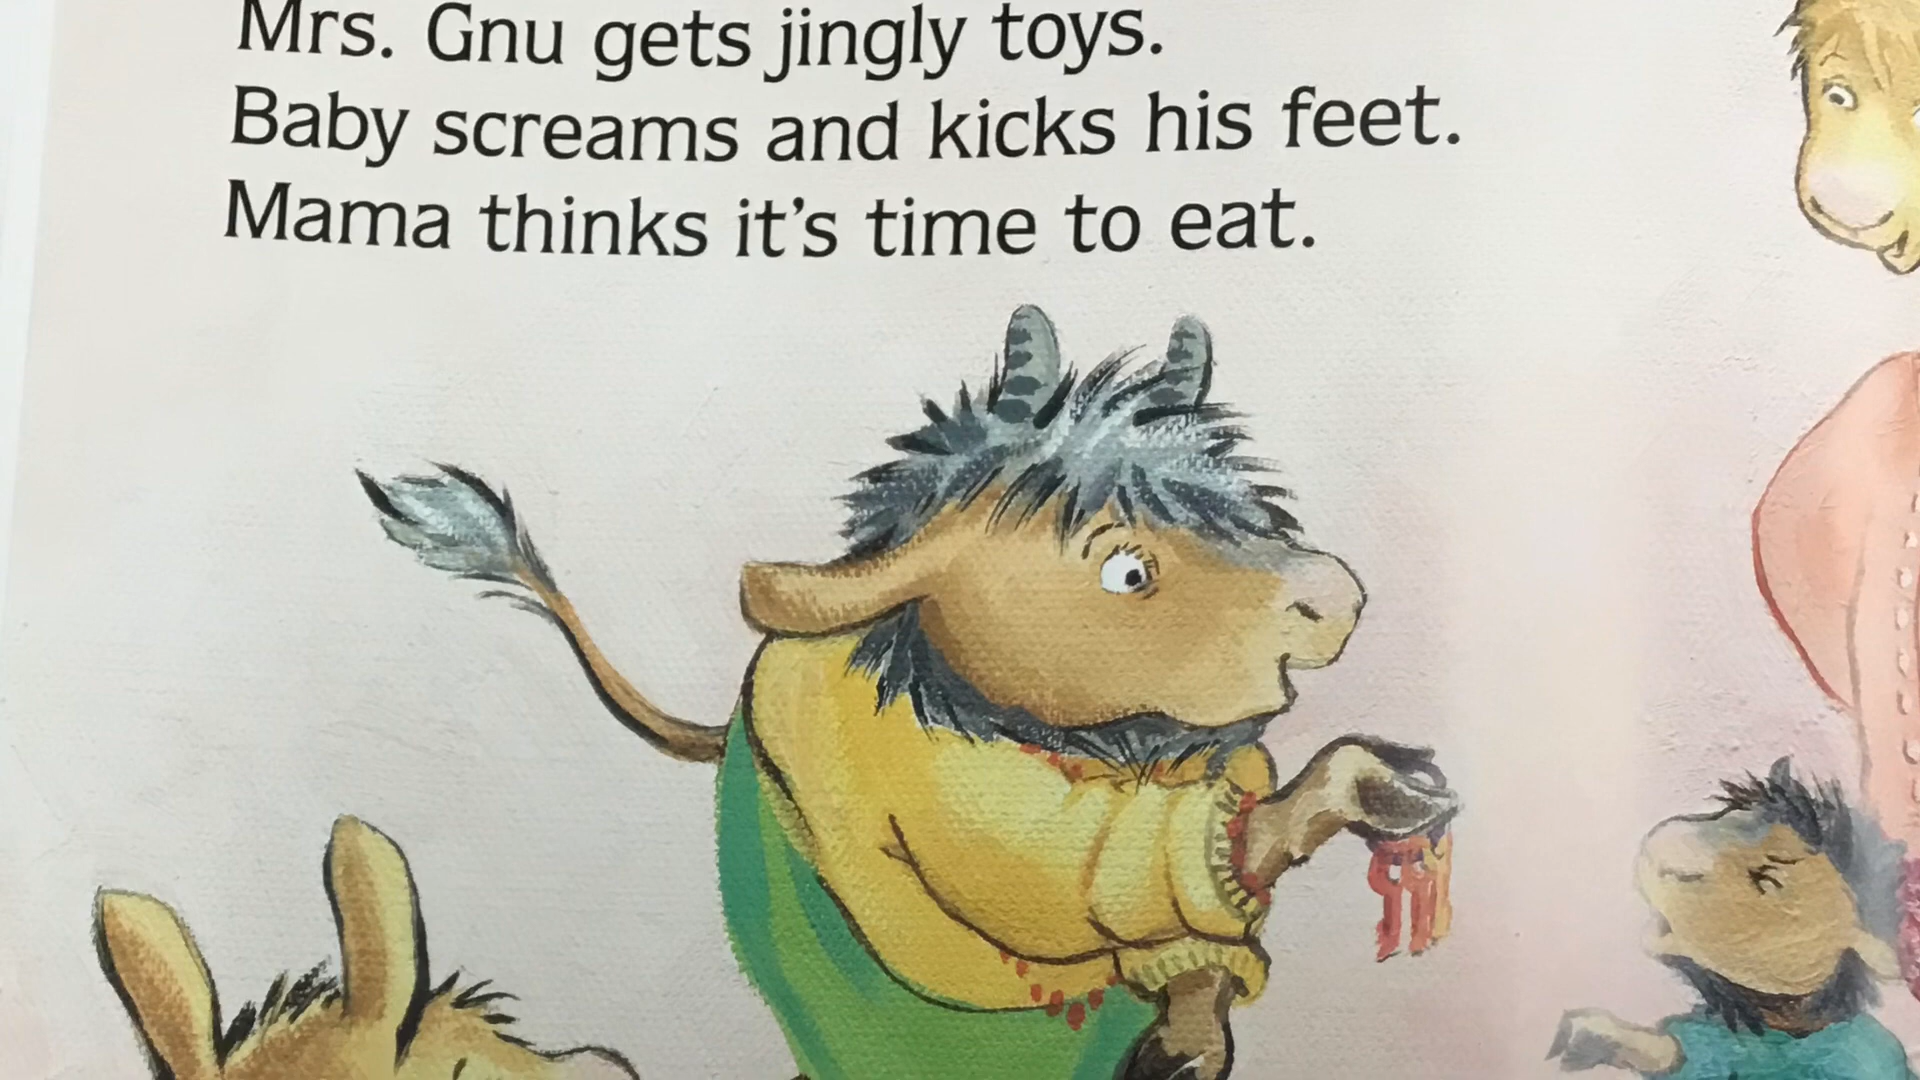 Mrs. Gnu gets jingly toys.
Baby screams and kicks his feet.
Mama thinks it's time to eat.